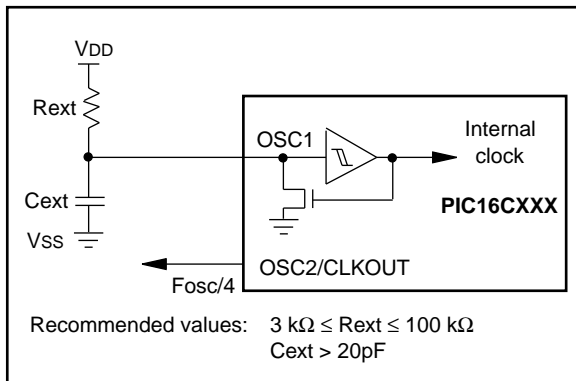 VDD
Rext
OSC1
Internal
clock
Cext
PIC16CXXX
VSS
OSC2/CLKOUT
Fosc/4
Recommended values: 3 kΩ ≤ Rext ≤ 100 kΩ
Cext > 20pF